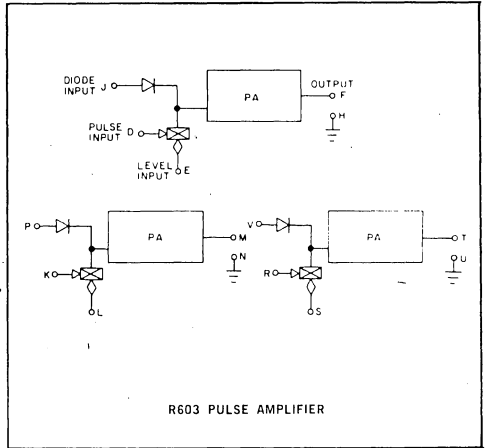 DIODE
INPUT J
PA
OUTPUT
F
H
PULSE
INPUT D
LEVEL
INPUT E
P
PA
M
N
K
L
V
PA
T
U
R
S
R603 PULSE AMPLIFIER